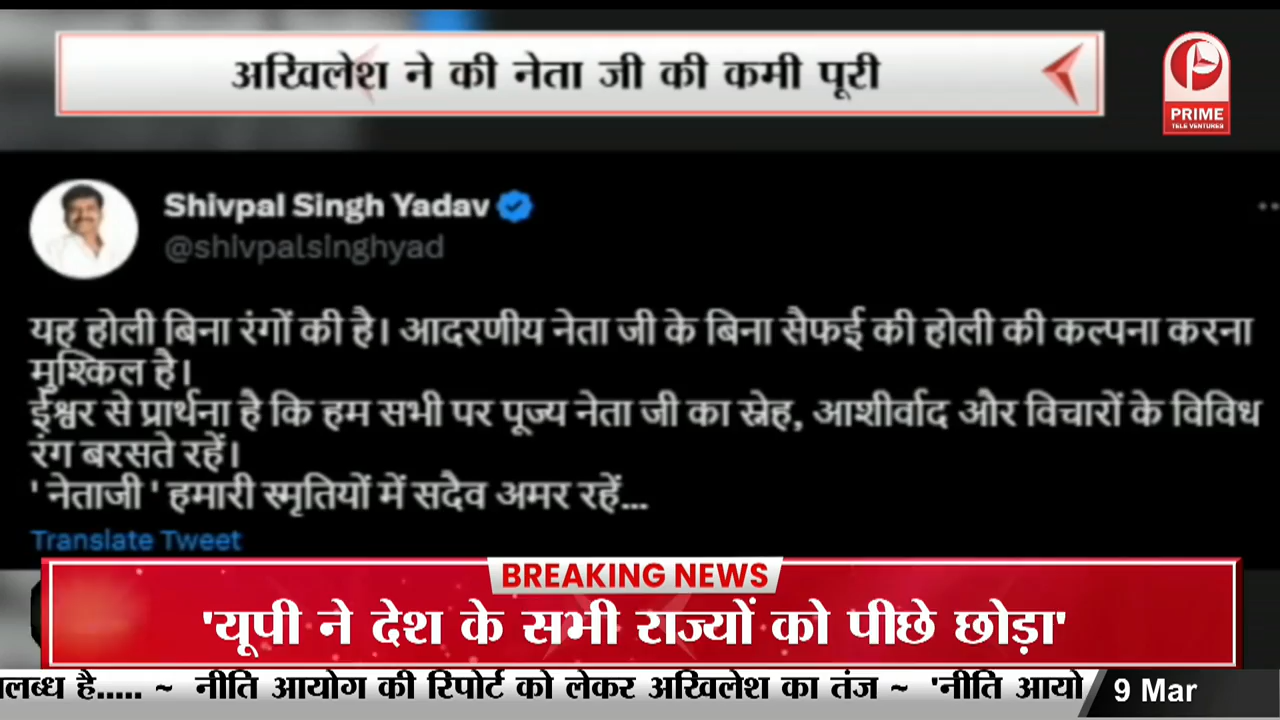 अखिलेश ने की नेता जी की कमी पूरी
PRIME
TELE VENTURES
Shivpal Singh Yadav
@shivpalsinghyad
यह होली बिना रंगों की है। आदरणीय नेता जी के बिना सैफई की होली की कल्पना करना
मुश्किल है।
ईश्वर से प्रार्थना है कि हम सभी पर पूज्य नेता जी का स्नेह, आशीर्वाद और विचारों के विविध
रंग बरसते रहें।
' नेताजी ' हमारी स्मृतियों में सदैव अमर रहें...
Translate Tweet
BREAKING NEWS
'यूपी ने देश के सभी राज्यों को पीछे छोड़ा'
लब्ध है..... ~ नीति आयोग की रिपोर्ट को लेकर अखिलेश का तंज ~ 'नीति आयो
9 Mar